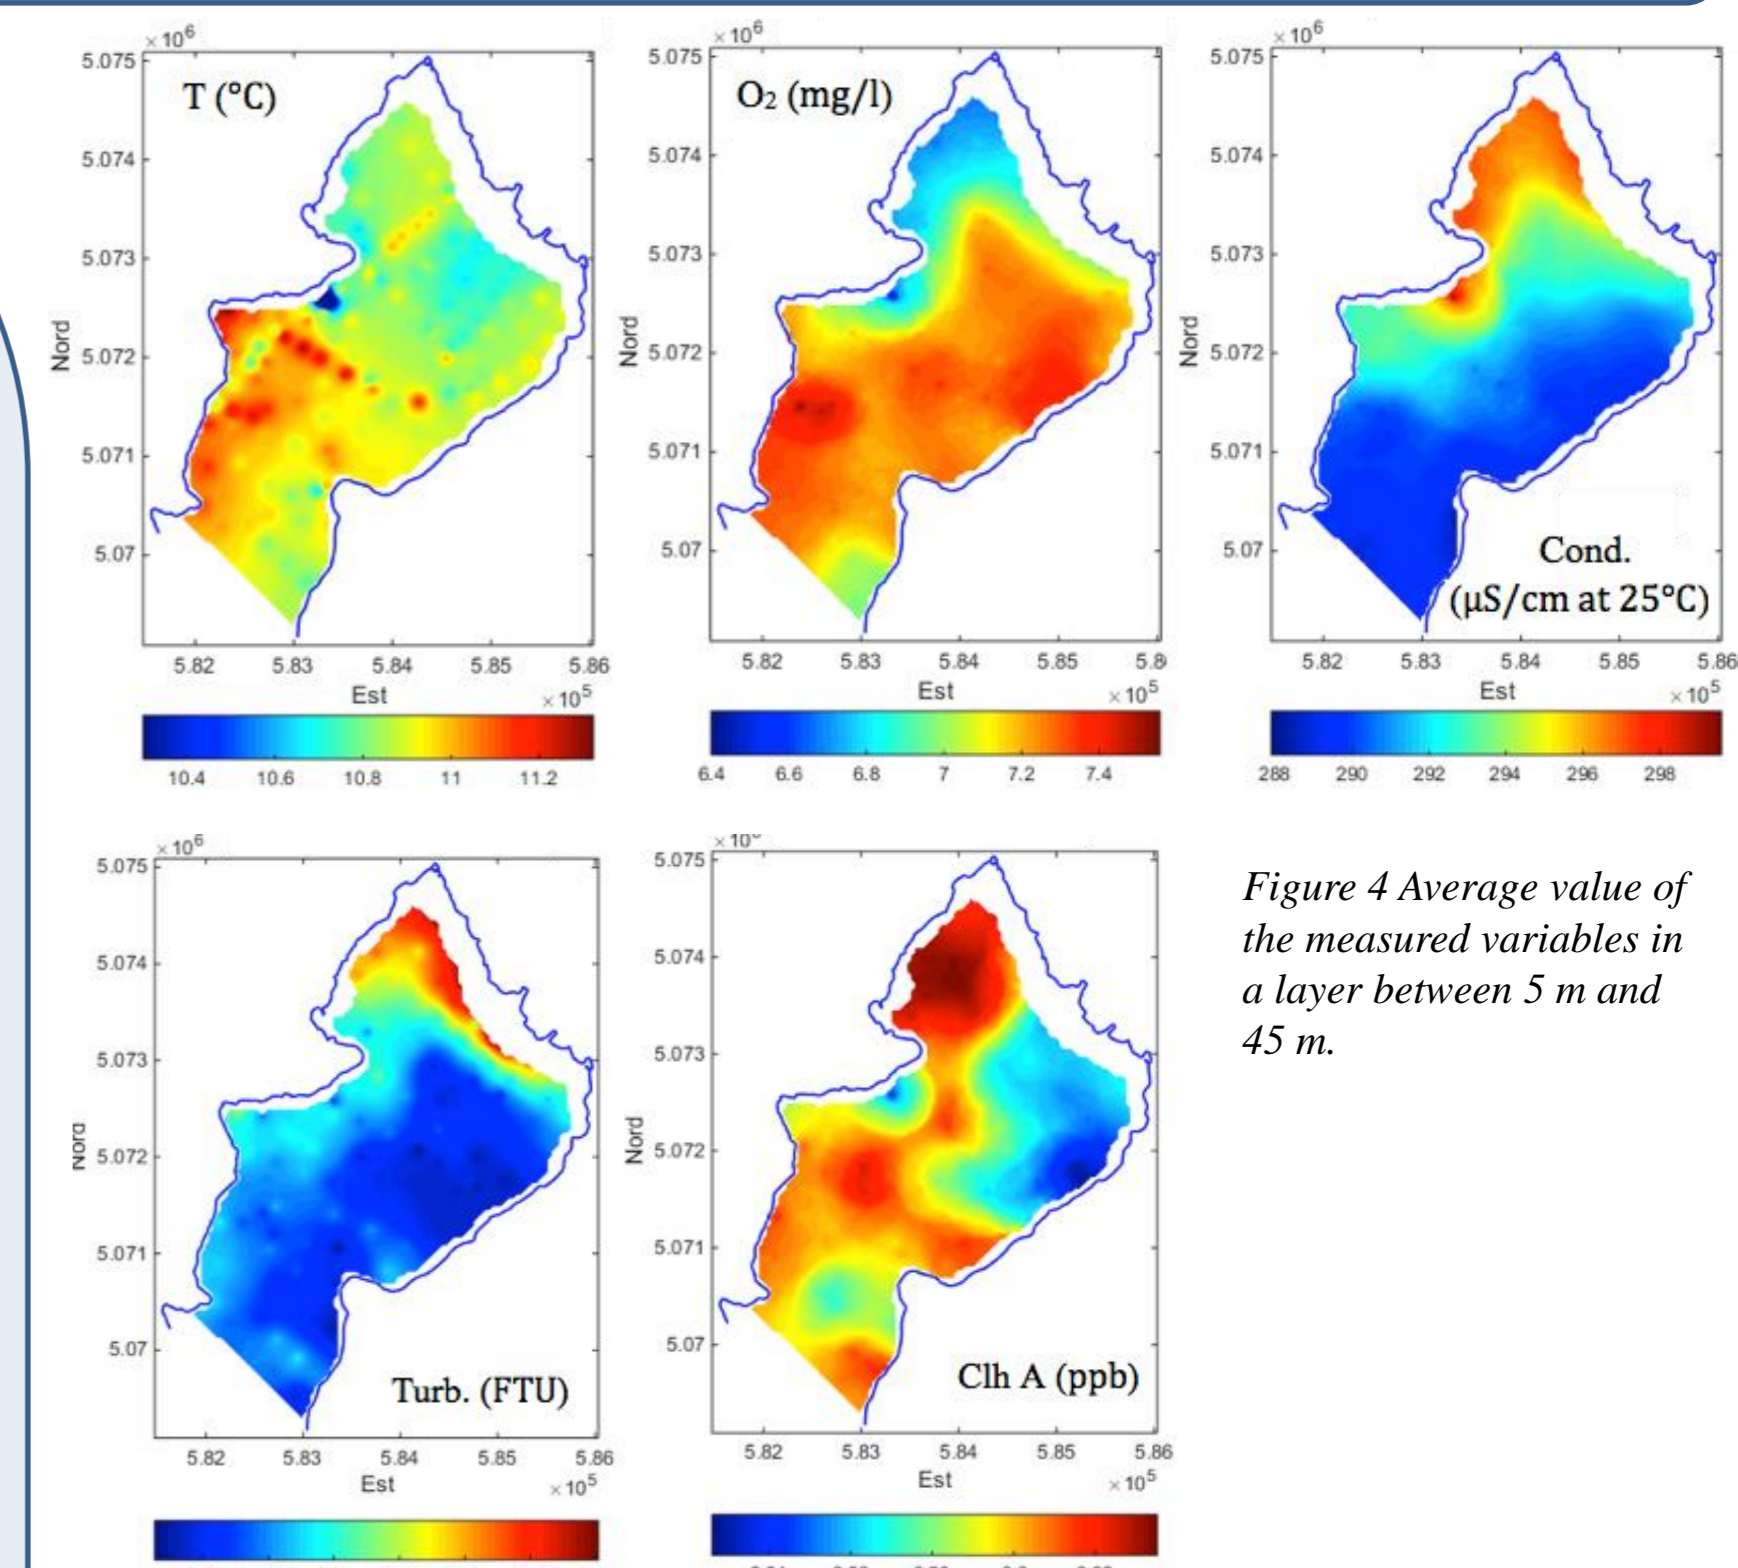 ×10⁶
5.075
5.074
5.073
5.072
5.071
5.07
Nord
T (°C)
5.82 5.83 5.84 5.85 5.86
Est ×10⁵
10.4 10.6 10.8 11 11.2
×10⁶
5.075
5.074
5.073
5.072
5.071
5.07
Nord
O₂ (mg/l)
5.82 5.83 5.84 5.85 5.8
Est ×10⁵
6.4 6.6 6.8 7 7.2 7.4
×10⁶
5.075
5.074
5.073
5.072
5.071
5.07
Nord
Cond.
(µS/cm at 25°C)
5.82 5.83 5.84 5.85 5.86
Est ×10⁵
288 290 292 294 296 298
×10⁶
5.075
5.074
5.073
5.072
5.071
5.07
Nord
Turb. (FTU)
5.82 5.83 5.84 5.85 5.86
Est ×10⁵
5.075
5.074
5.073
5.072
5.071
5.07
Nord
Clh A (ppb)
5.82 5.83 5.84 5.85 5.86
Est ×10⁵
Figure 4 Average value of
the measured variables in
a layer between 5 m and
45 m.